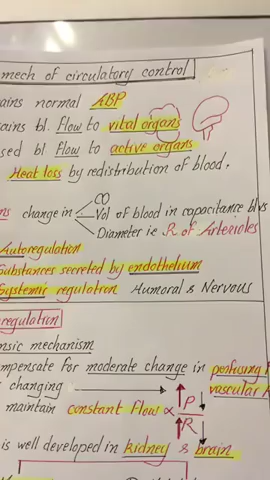 mech of circulatory control
ains normal ABP
ains bl. flow to vital organs
sed bl flow to active organs
Heat loss by redistribution of blood.
CO
ns change in Vol of blood in capacitance bl vs
Diameter ie R of Arterioles
Autoregulation
Substances secreted by endothelium
Systemic regulation Humoral & Nervous
regulation
nsic mechanism
mpensate for moderate change in perfusing
changing vascular
maintain constant flow ∝ P
R
is well developed in kidney & brain